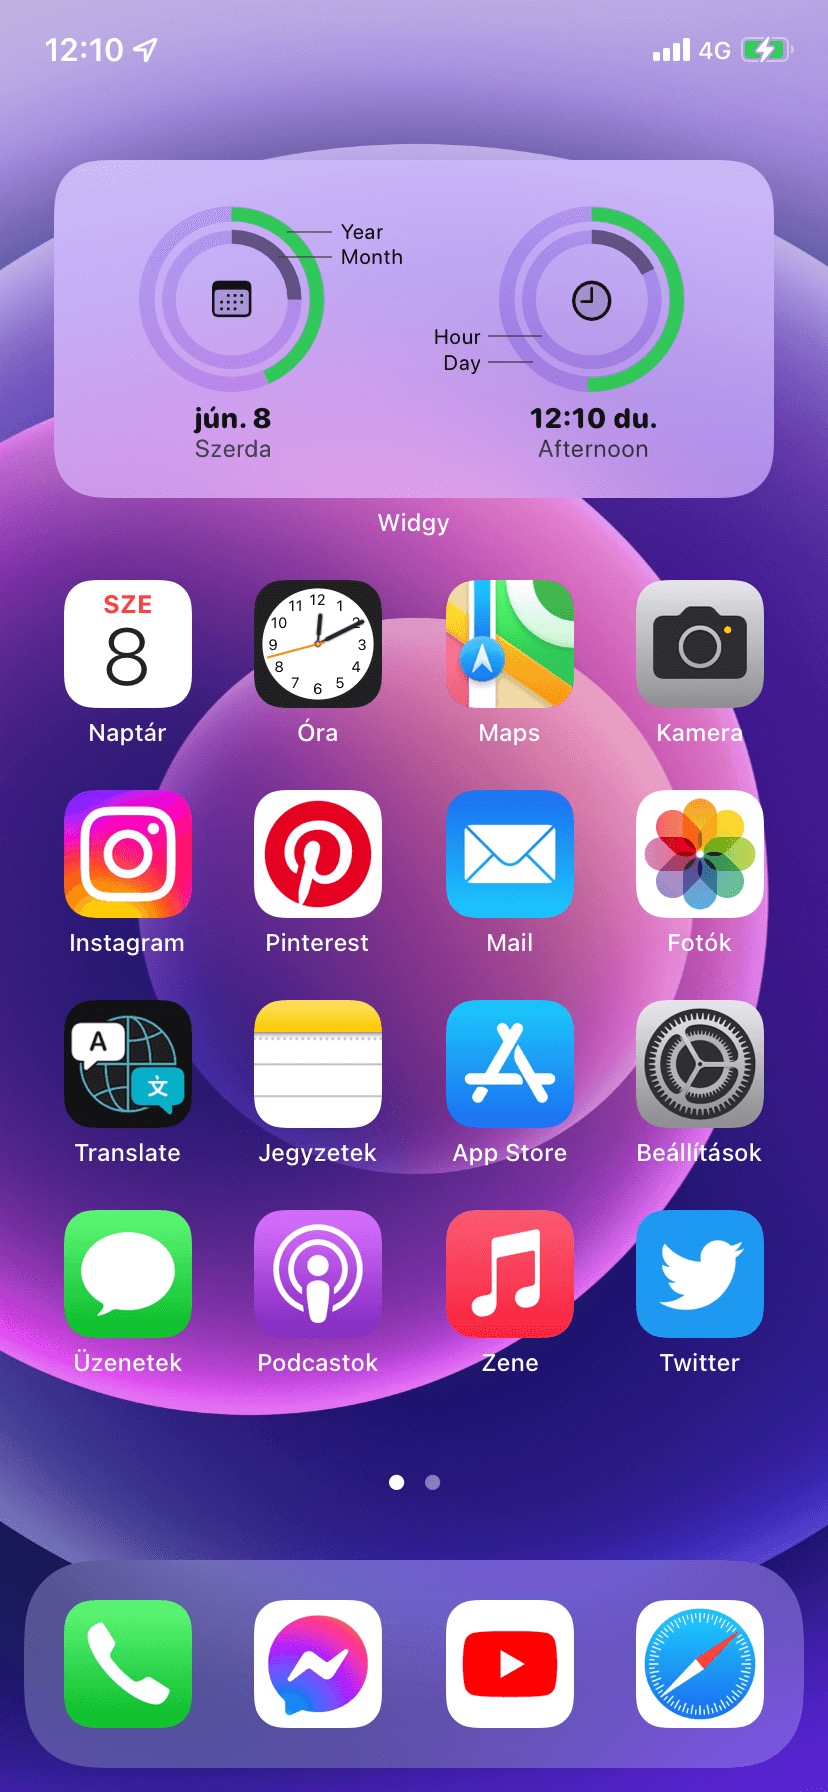 12:10 4G
Year
Month
Hour
Day
jún. 8 12:10 du.
Szerda Afternoon
Widgy
SZE
8
12
11 1
10 2
9 3
8 4
7 5
6
Naptár Óra Maps Kamera
Instagram Pinterest Mail Fotók
A
文
Translate Jegyzetek App Store Beállítások
Üzenetek Podcastok Zene Twitter